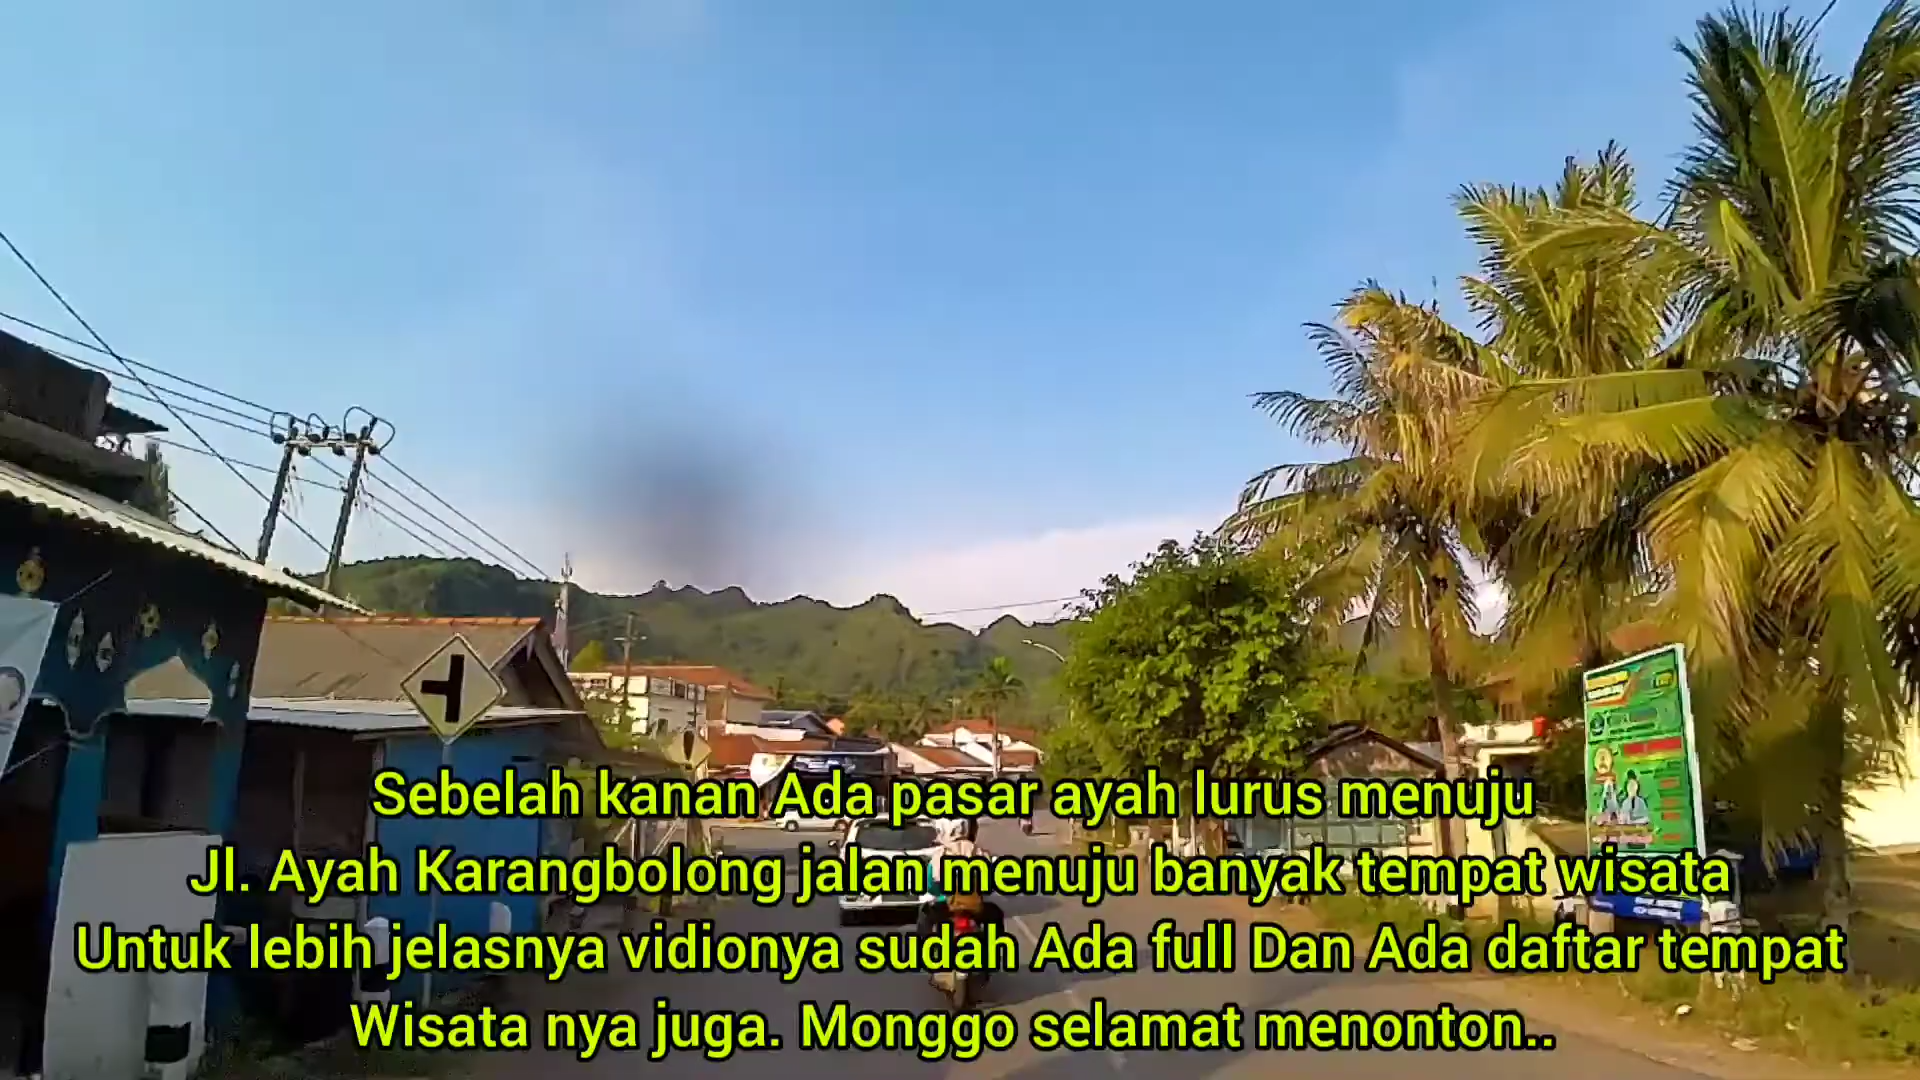 Sebelah kanan Ada pasar ayah lurus menuju
Jl. Ayah Karangbolong jalan menuju banyak tempat wisata
Untuk lebih jelasnya vidionya sudah Ada full Dan Ada daftar tempat
Wisata nya juga. Monggo selamat menonton..